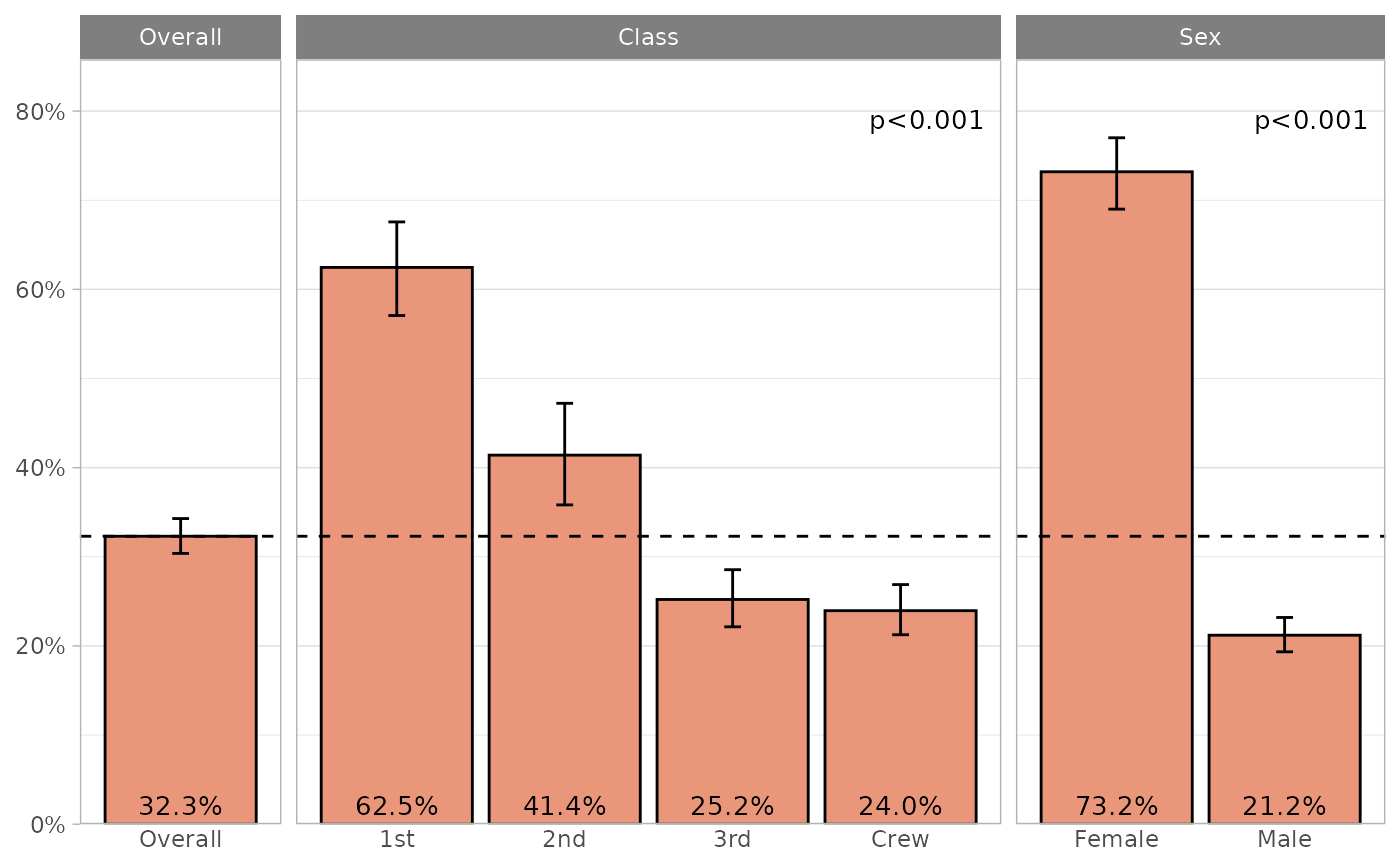 Overall Class Sex
80%
p<0.001 p<0.001
60%
40%
20%
32.3% 62.5% 41.4% 25.2% 24.0% 73.2% 21.2%
0%
Overall 1st 2nd 3rd Crew Female Male